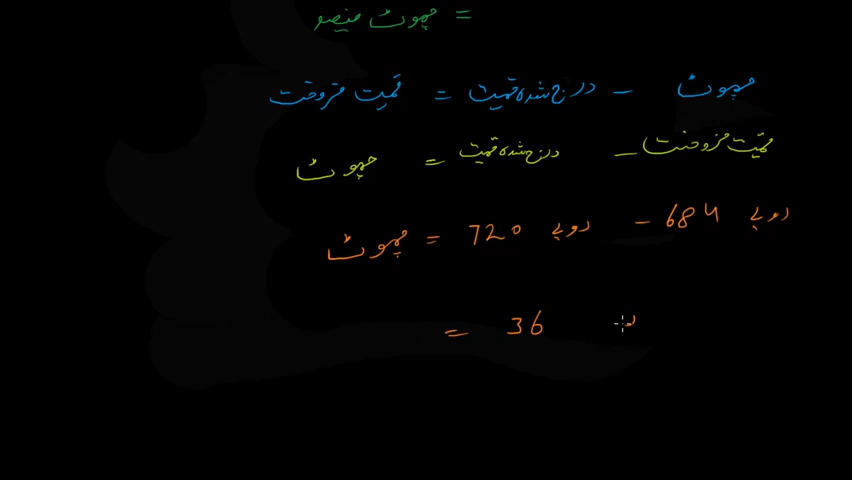 چھوٹ فیصد =
قیمت فروخت = درج شدہ قیمت - چھوٹ
چھوٹ = درج شدہ قیمت - قیمت فروخت
چھوٹ = 720 روپے - 684 روپے
= 36